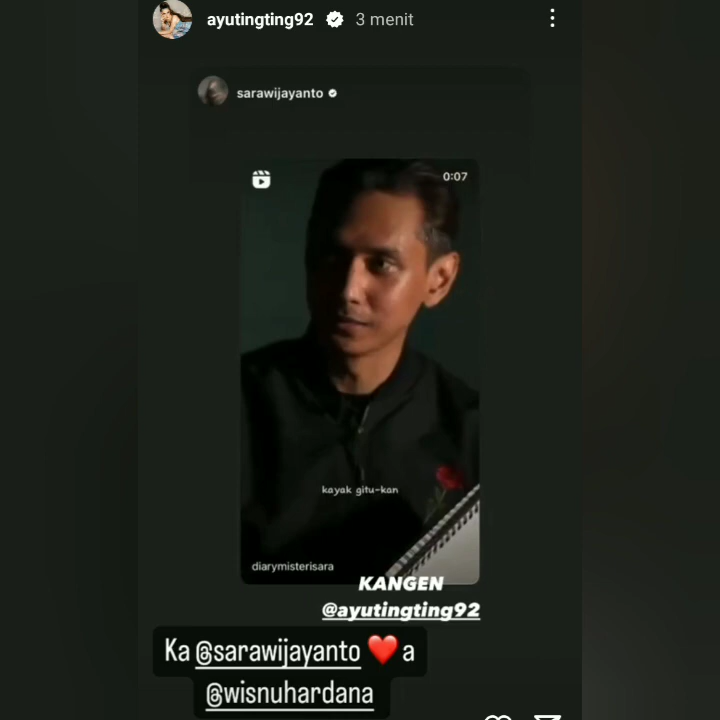 ayutingting92 3 menit
sarawijayanto
0:07
kayak gitu-kan
diarymisterisara
KANGEN
@ayutingting92
Ka @sarawijayanto ❤️ a
@wisnuhardana